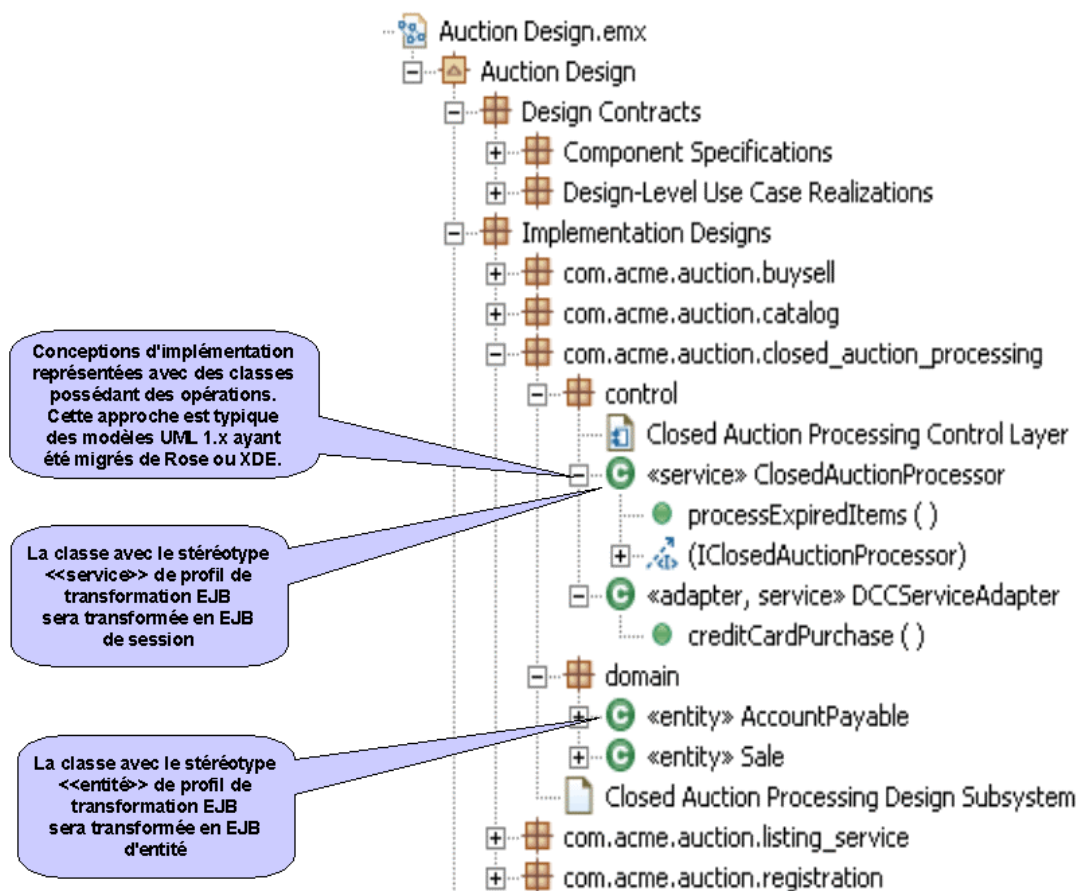 Auction Design.emx
Auction Design
Design Contracts
Component Specifications
Design-Level Use Case Realizations
Implementation Designs
com.acme.auction.buysell
com.acme.auction.catalog
com.acme.auction.closed_auction_processing
control
Closed Auction Processing Control Layer
«service» ClosedAuctionProcessor
processExpiredItems ( )
(IClosedAuctionProcessor)
«adapter, service» DCCServiceAdapter
creditCardPurchase ( )
domain
«entity» AccountPayable
«entity» Sale
Closed Auction Processing Design Subsystem
com.acme.auction.listing_service
com.acme.auction.registration
Conceptions d'implémentation
représentées avec des classes
possédant des opérations.
Cette approche est typique
des modèles UML 1.x ayant
été migrés de Rose ou XDE.
La classe avec le stéréotype
<<service>> de profil de
transformation EJB
sera transformée en EJB
de session
La classe avec le stéréotype
<<entité>> de profil de
transformation EJB
sera transformée en EJB
d'entité